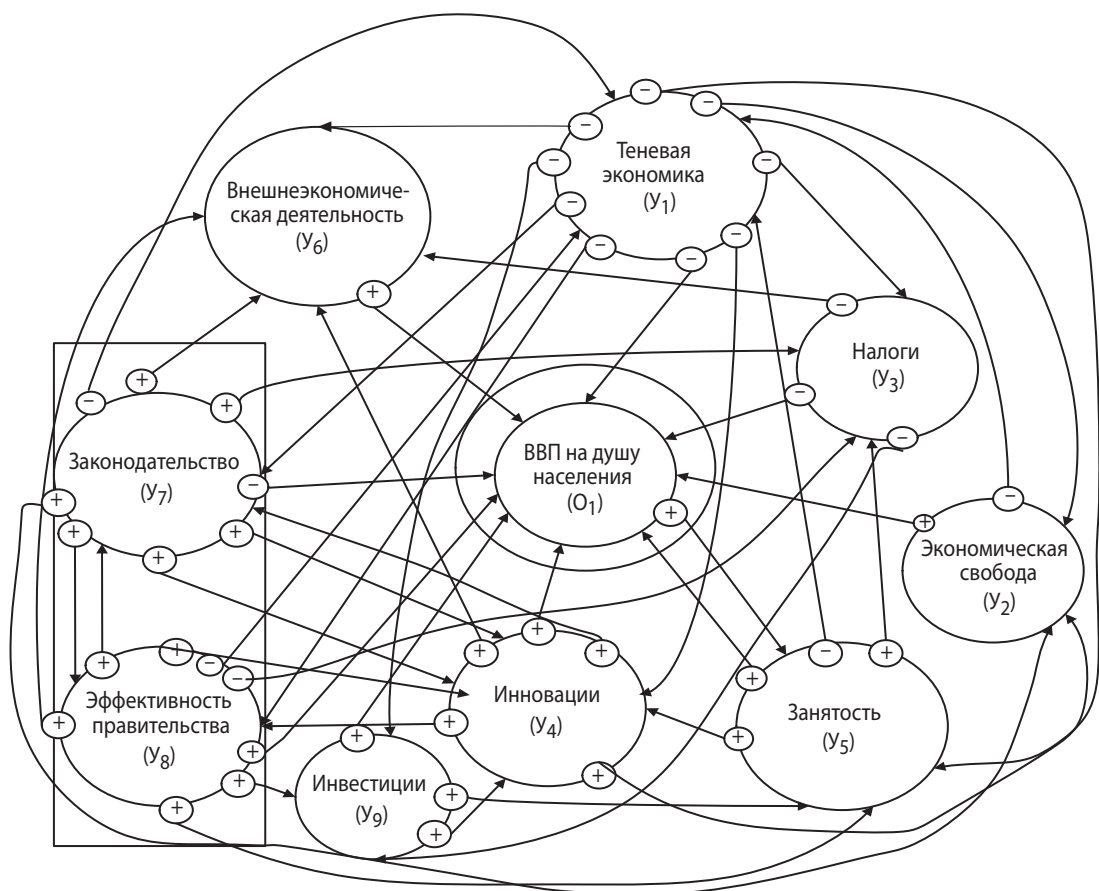 Теневая
экономика
(У1)
Внешнеэкономиче-
ская деятельность
(У6)
Налоги
(У3)
ВВП на душу
населения
(О1)
Законодательство
(У7)
Экономическая
свобода
(У2)
Эффективность
правительства
(У8)
Инновации
(У4)
Занятость
(У5)
Инвестиции
(У9)